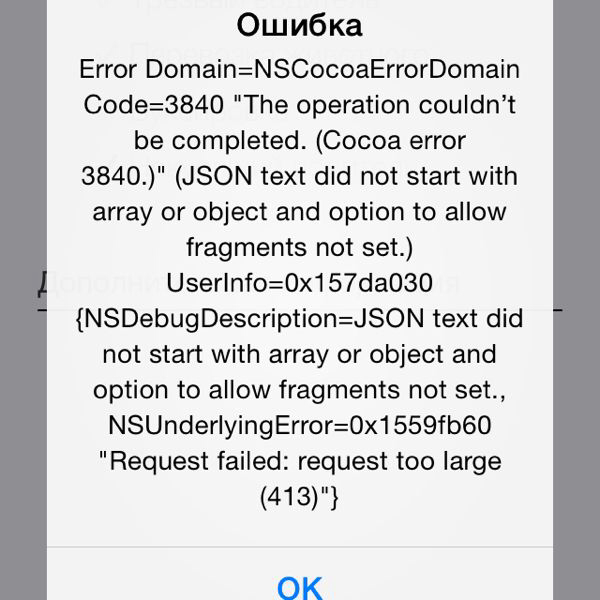 Трезвый водитель
Ошибка
Error Domain=NSCocoaErrorDomain
Code=3840 "The operation couldn’t
be completed. (Cocoa error
3840.)" (JSON text did not start with
array or object and option to allow
fragments not set.)
UserInfo=0x157da030
{NSDebugDescription=JSON text did
not start with array or object and
option to allow fragments not set.,
NSUnderlyingError=0x1559fb60
"Request failed: request too large
(413)"}
OK